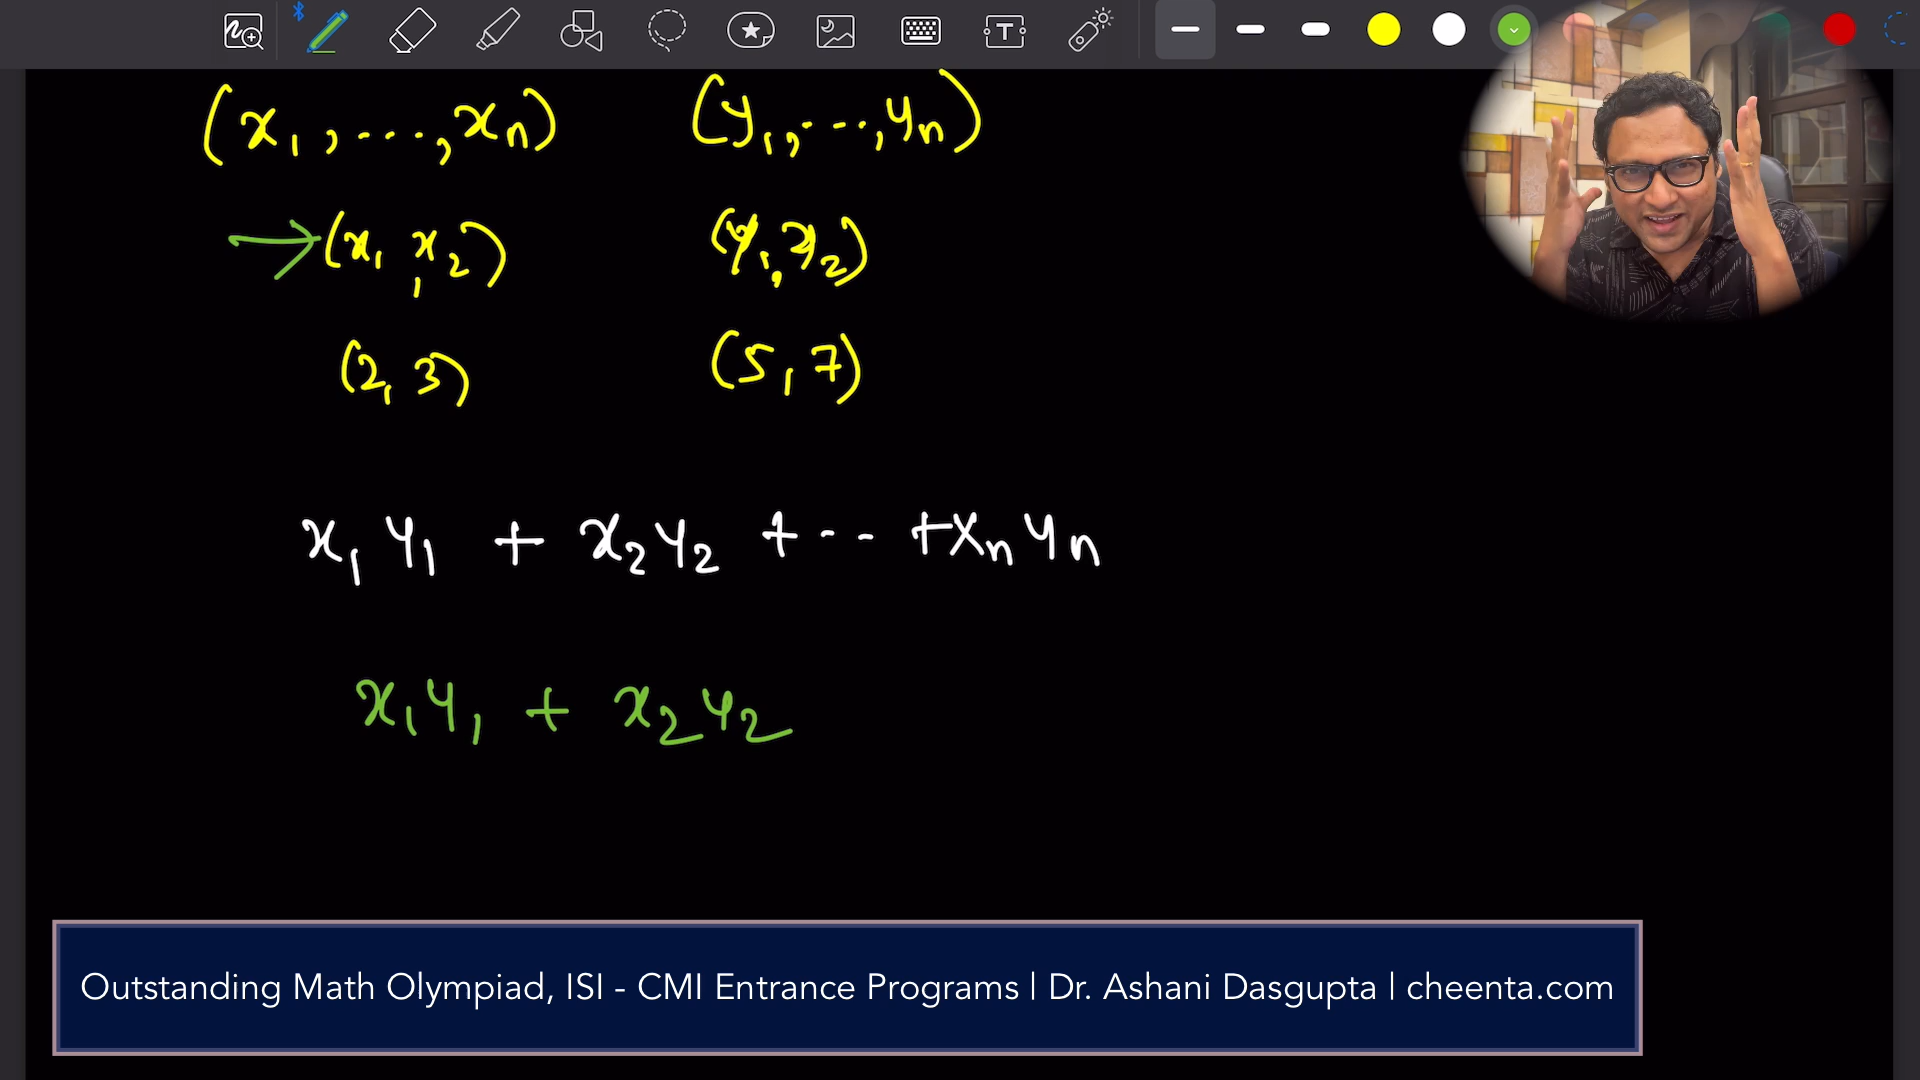 (x₁, ..., xₙ) (y₁, ..., yₙ)
(x₁, x₂) (y₁, y₂)
(2, 3) (5, 7)
x₁y₁ + x₂y₂ + -- + xₙyₙ
x₁y₁ + x₂y₂
Outstanding Math Olympiad, ISI - CMI Entrance Programs | Dr. Ashani Dasgupta | cheenta.com